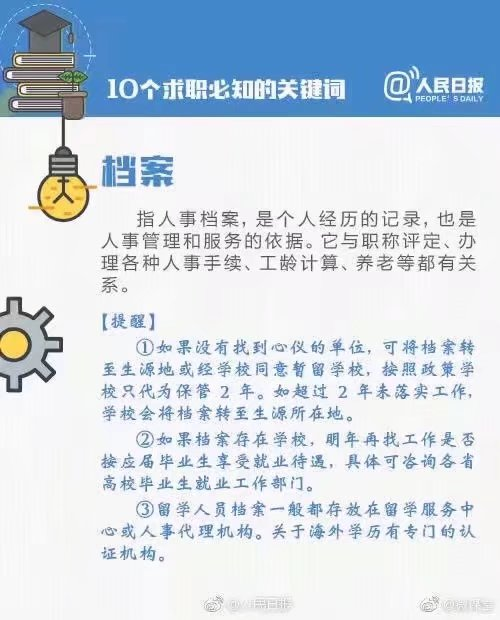 10个求职必知的关键词
@人民日报
PEOPLE'S DAILY
档案
指人事档案，是个人经历的记录，也是
人事管理和服务的依据。它与职称评定、办
理各种人事手续、工龄计算、养老等都有关
系。
【提醒】
①如果没有找到心仪的单位，可将档案转
至生源地或经学校同意暂留学校，按照政策学
校只代为保管 2 年。如超过 2 年未落实工作，
学校会将档案转至生源所在地。
②如果档案存在学校，明年再找工作是否
按应届毕业生享受就业待遇，具体可咨询各省
高校毕业生就业工作部门。
③留学人员档案一般都存放在留学服务中
心或人事代理机构。关于海外学历有专门的认
证机构。
@人民日报